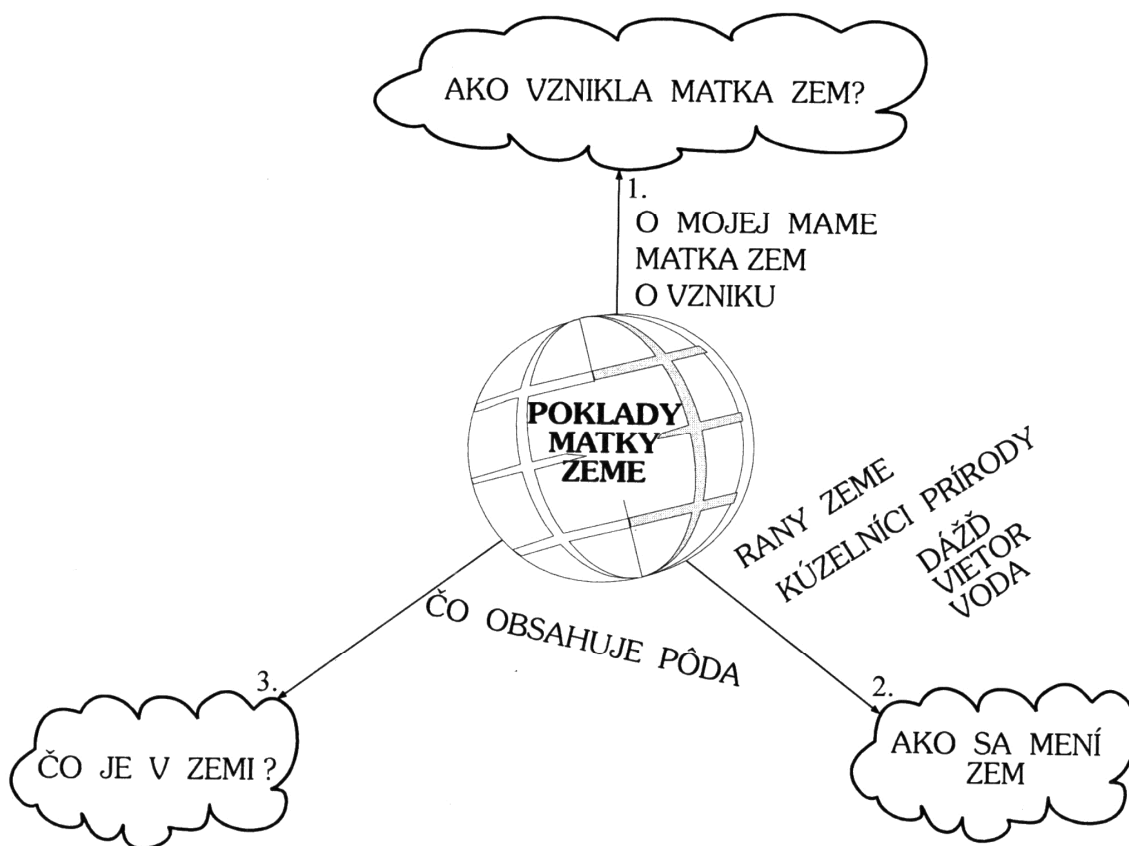 AKO VZNIKLA MATKA ZEM?
1.
O MOJEJ MAME
MATKA ZEM
O VZNIKU
POKLADY
MATKY
ZEME
RANY ZEME
KÚZELNÍCI PRÍRODY
DÁŽĎ
VIETOR
VODA
2.
AKO SA MENÍ
ZEM
ČO OBSAHUJE PÔDA
3.
ČO JE V ZEMI?